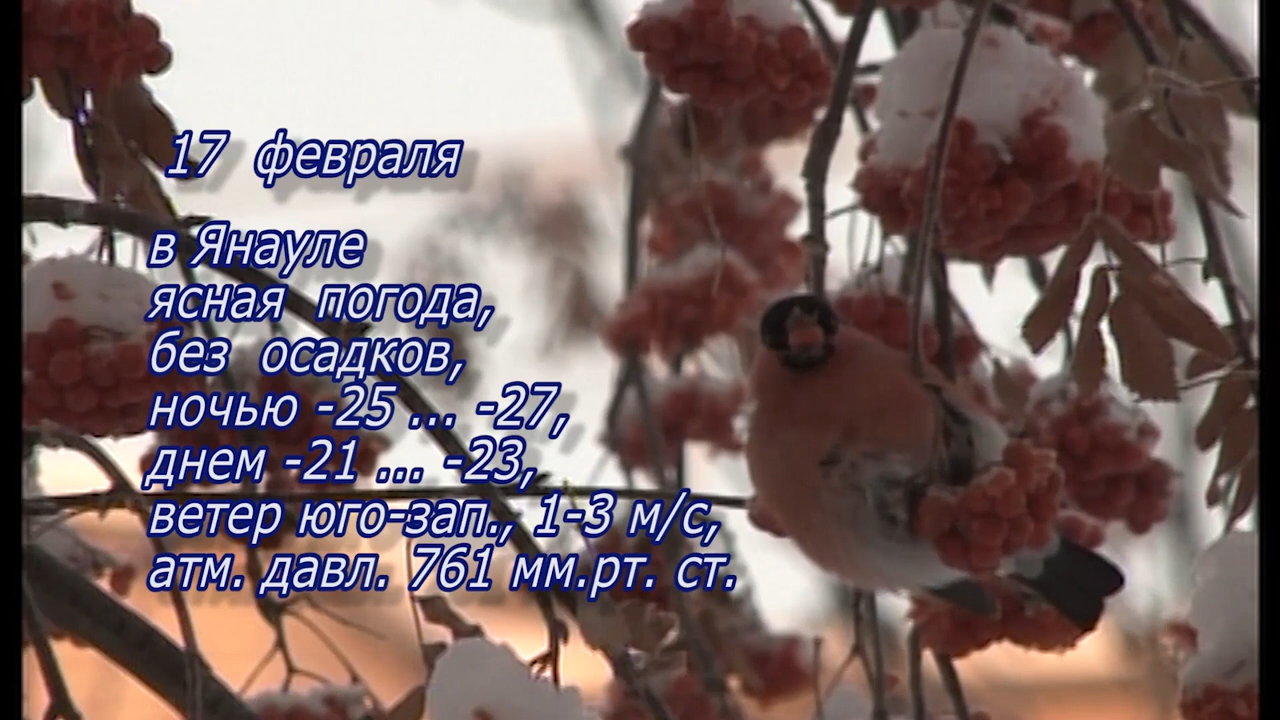 17 февраля
в Янауле
ясная погода,
без осадков,
ночью -25 ... -27,
днем -21 ... -23,
ветер юго-зап., 1-3 м/с,
атм. давл. 761 мм.рт. ст.